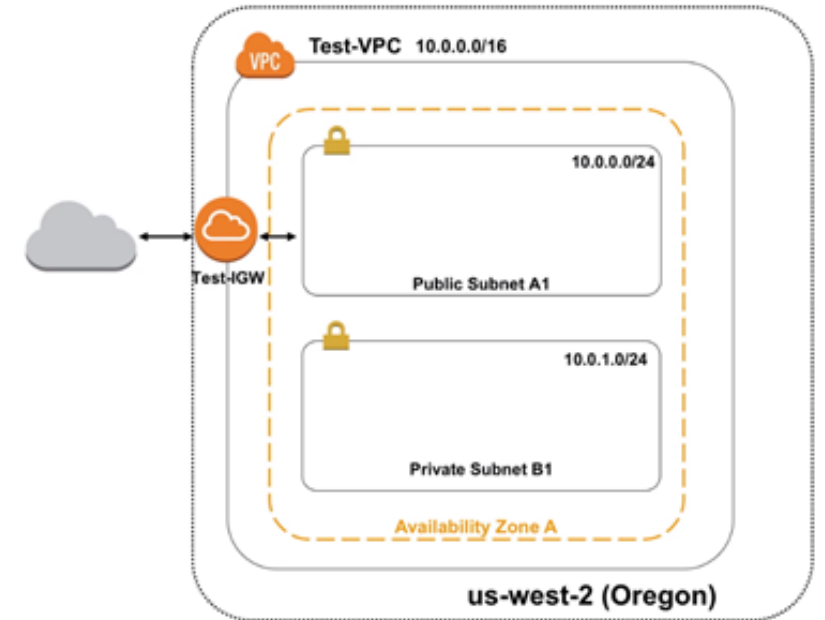 Test-VPC 10.0.0.0/16
VPC
10.0.0.0/24
Test-IGW
Public Subnet A1
10.0.1.0/24
Private Subnet B1
Availability Zone A
us-west-2 (Oregon)